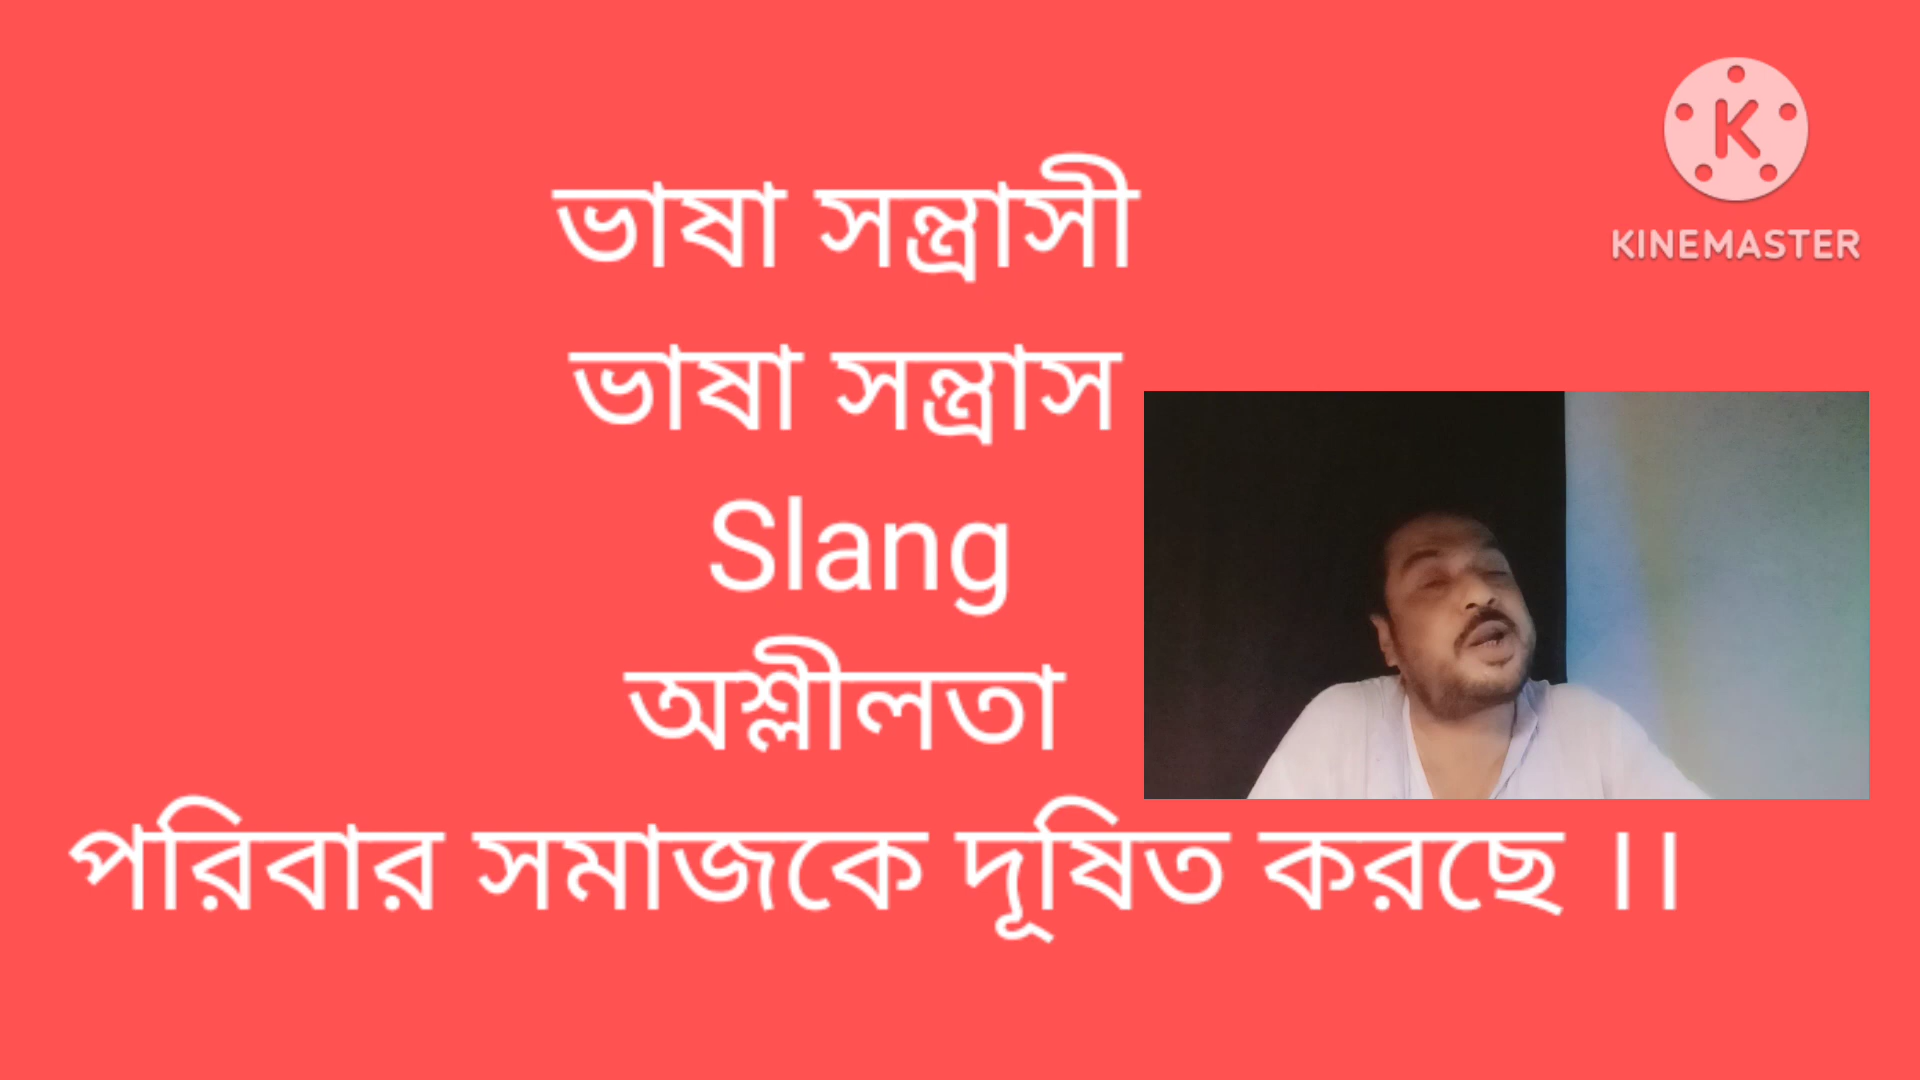 ভাষা সন্ত্রাসী
ভাষা সন্ত্রাস
Slang
অশ্লীলতা
পরিবার সমাজকে দূষিত করছে ।।
K
KINEMASTER